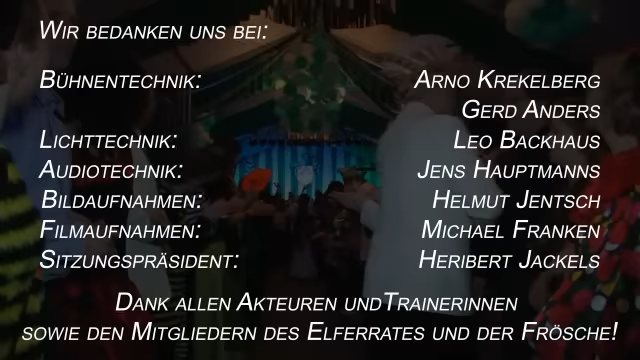 Wir bedanken uns bei:
Bühnentechnik: Arno Krekelberg
Gerd Anders
Lichttechnik: Leo Backhaus
Audiotechnik: Jens Hauptmanns
Bildaufnahmen: Helmut Jentsch
Filmaufnahmen: Michael Franken
Sitzungspräsident: Heribert Jackels
Dank allen Akteuren undTrainerinnen
sowie den Mitgliedern des Elferrates und der Frösche!